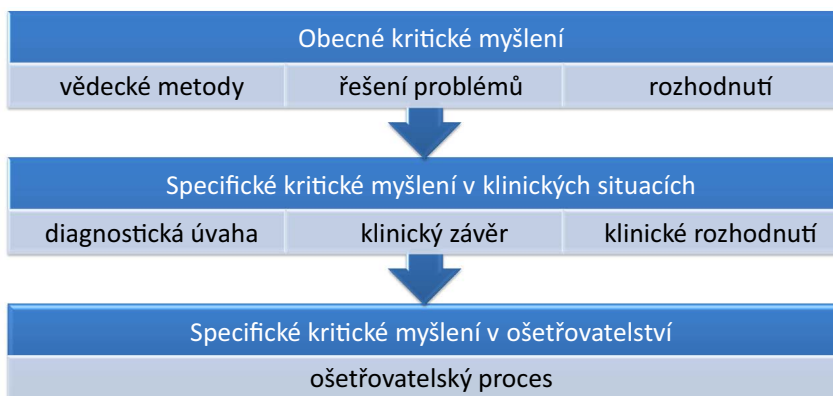 Obecné kritické myšlení
vědecké metody řešení problémů rozhodnutí
Specifické kritické myšlení v klinických situacích
diagnostická úvaha klinický závěr klinické rozhodnutí
Specifické kritické myšlení v ošetřovatelství
ošetřovatelský proces